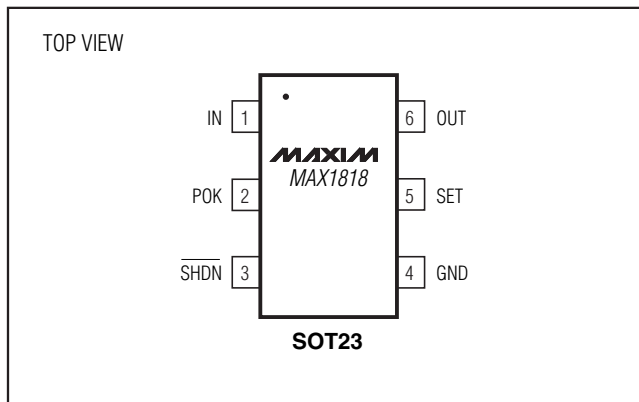 TOP VIEW
IN 1
6 OUT
MAXIM
MAX1818
POK 2
5 SET
SHDN 3
4 GND
SOT23